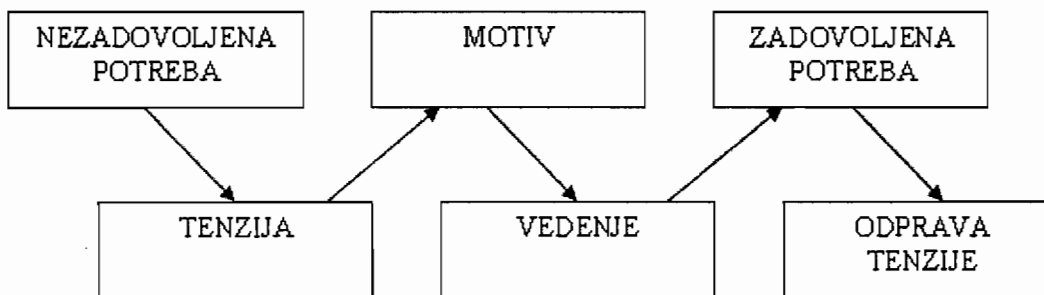 NEZADOVOLJENA
POTREBA
MOTIV
ZADOVOLJENA
POTREBA
TENZIJA
VEDENJE
ODPRAVA
TENZIJE